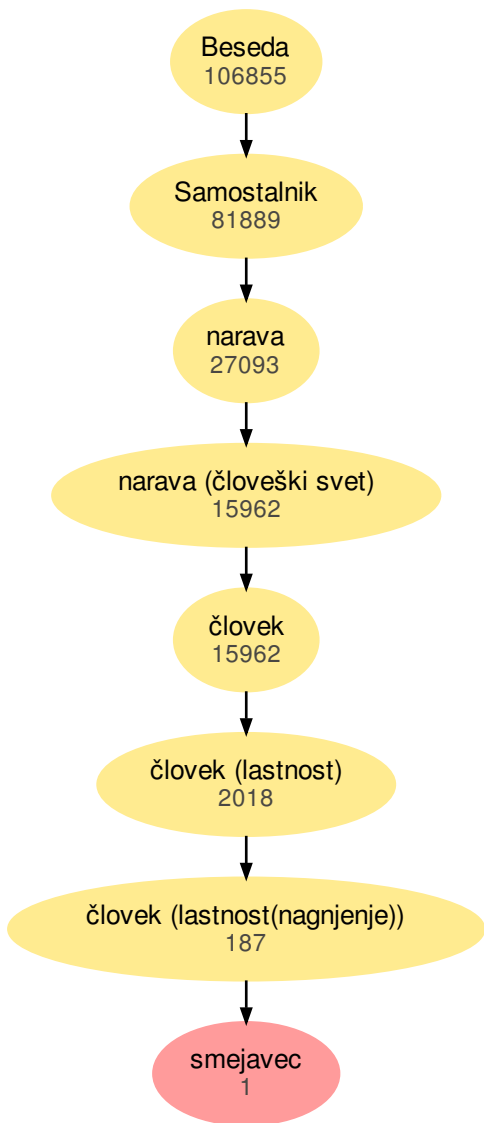 Beseda
106855
Samostalnik
81889
narava
27093
narava (človeški svet)
15962
človek
15962
človek (lastnost)
2018
človek (lastnost(nagnjenje))
187
smejavec
1